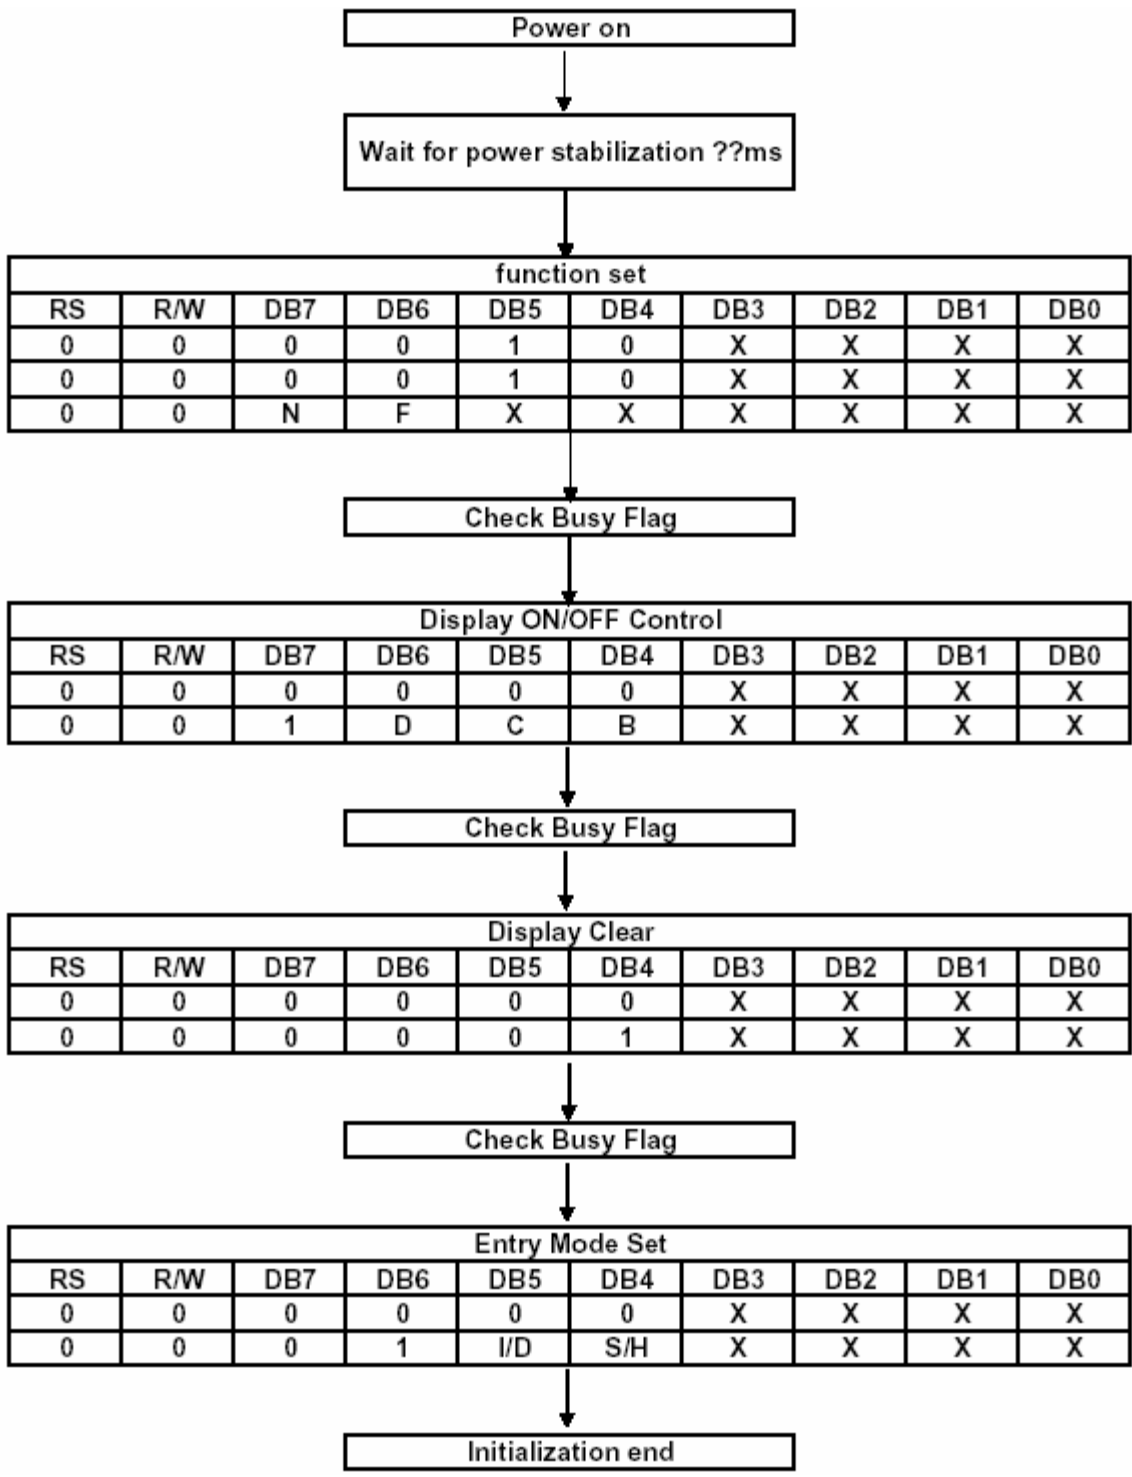 Power on
Wait for power stabilization ??ms
function set
RS R/W DB7 DB6 DB5 DB4 DB3 DB2 DB1 DB0
0 0 0 0 1 0 X X X X
0 0 0 0 1 0 X X X X
0 0 N F X X X X X X
Check Busy Flag
Display ON/OFF Control
RS R/W DB7 DB6 DB5 DB4 DB3 DB2 DB1 DB0
0 0 0 0 0 0 X X X X
0 0 1 D C B X X X X
Check Busy Flag
Display Clear
RS R/W DB7 DB6 DB5 DB4 DB3 DB2 DB1 DB0
0 0 0 0 0 0 X X X X
0 0 0 0 0 1 X X X X
Check Busy Flag
Entry Mode Set
RS R/W DB7 DB6 DB5 DB4 DB3 DB2 DB1 DB0
0 0 0 0 0 0 X X X X
0 0 0 1 I/D S/H X X X X
Initialization end